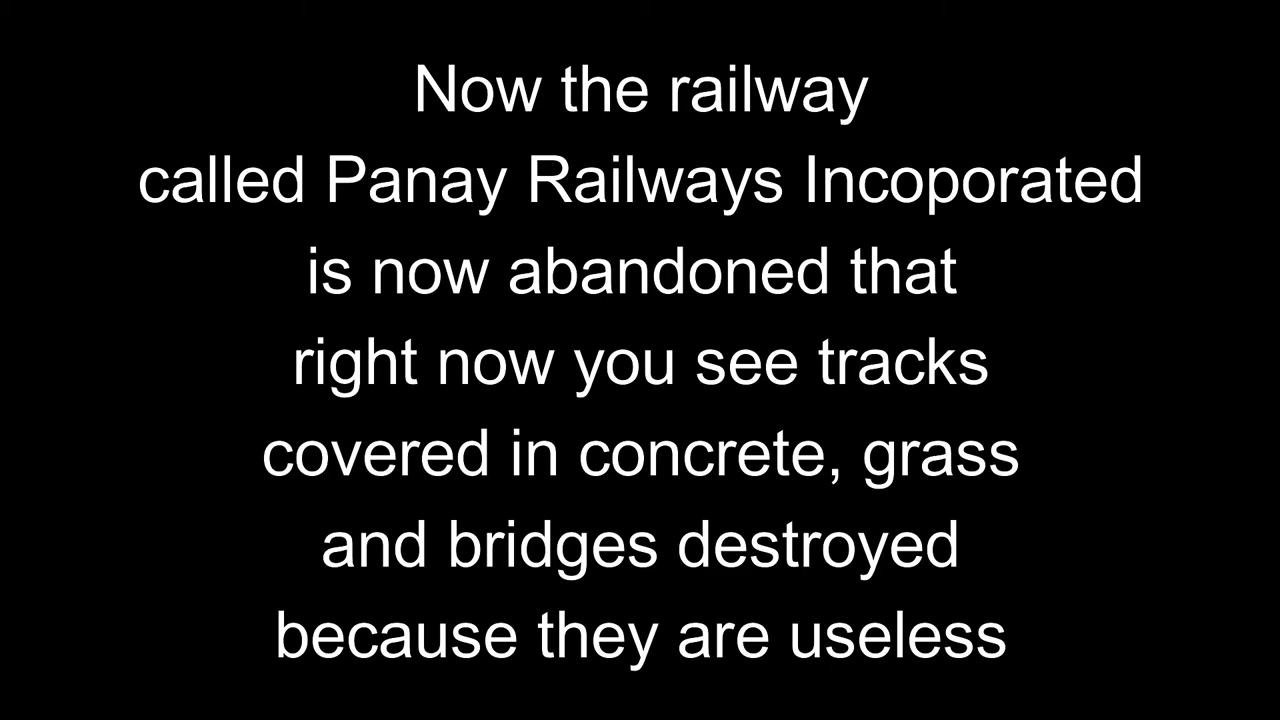 Now the railway
called Panay Railways Incoporated
is now abandoned that
right now you see tracks
covered in concrete, grass
and bridges destroyed
because they are useless